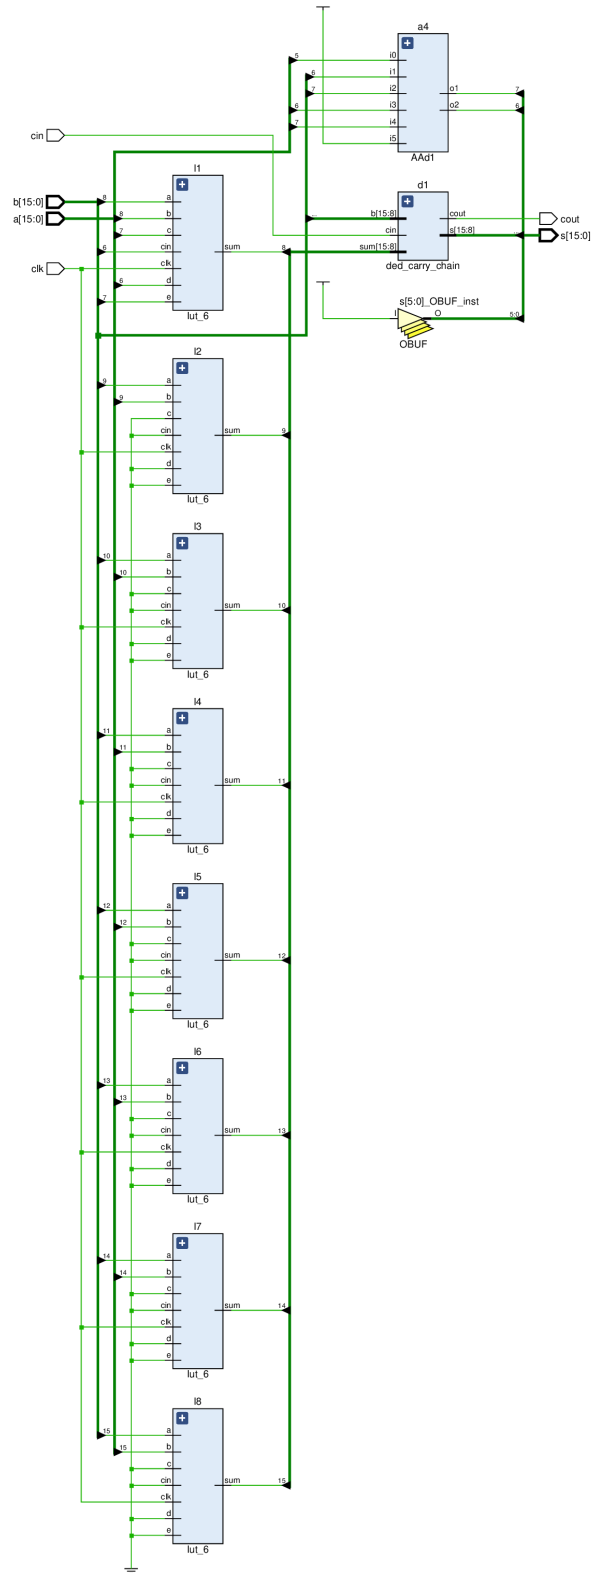 a4
5
i0
6
i1
7
i2
o1
7
6
i3
o2
6
7
i4
i5
AAd1
cin
l1
d1
b[15:0]
8
a
a[15:0]
8
b
b[15:8]
cout
cout
7
c
cin
s[15:8]
s[15:0]
6
cin
sum
8
sum[15:8]
clk
clk
ded_carry_chain
6
d
7
e
lut_6
s[5:0]_OBUF_inst
I
O
5:0
OBUF
l2
9
a
9
b
c
cin
sum
9
clk
d
e
lut_6
l3
10
a
10
b
c
cin
sum
10
clk
d
e
lut_6
l4
11
a
11
b
c
cin
sum
11
clk
d
e
lut_6
l5
12
a
12
b
c
cin
sum
12
clk
d
e
lut_6
l6
13
a
13
b
c
cin
sum
13
clk
d
e
lut_6
l7
14
a
14
b
c
cin
sum
14
clk
d
e
lut_6
l8
15
a
15
b
c
cin
sum
15
clk
d
e
lut_6